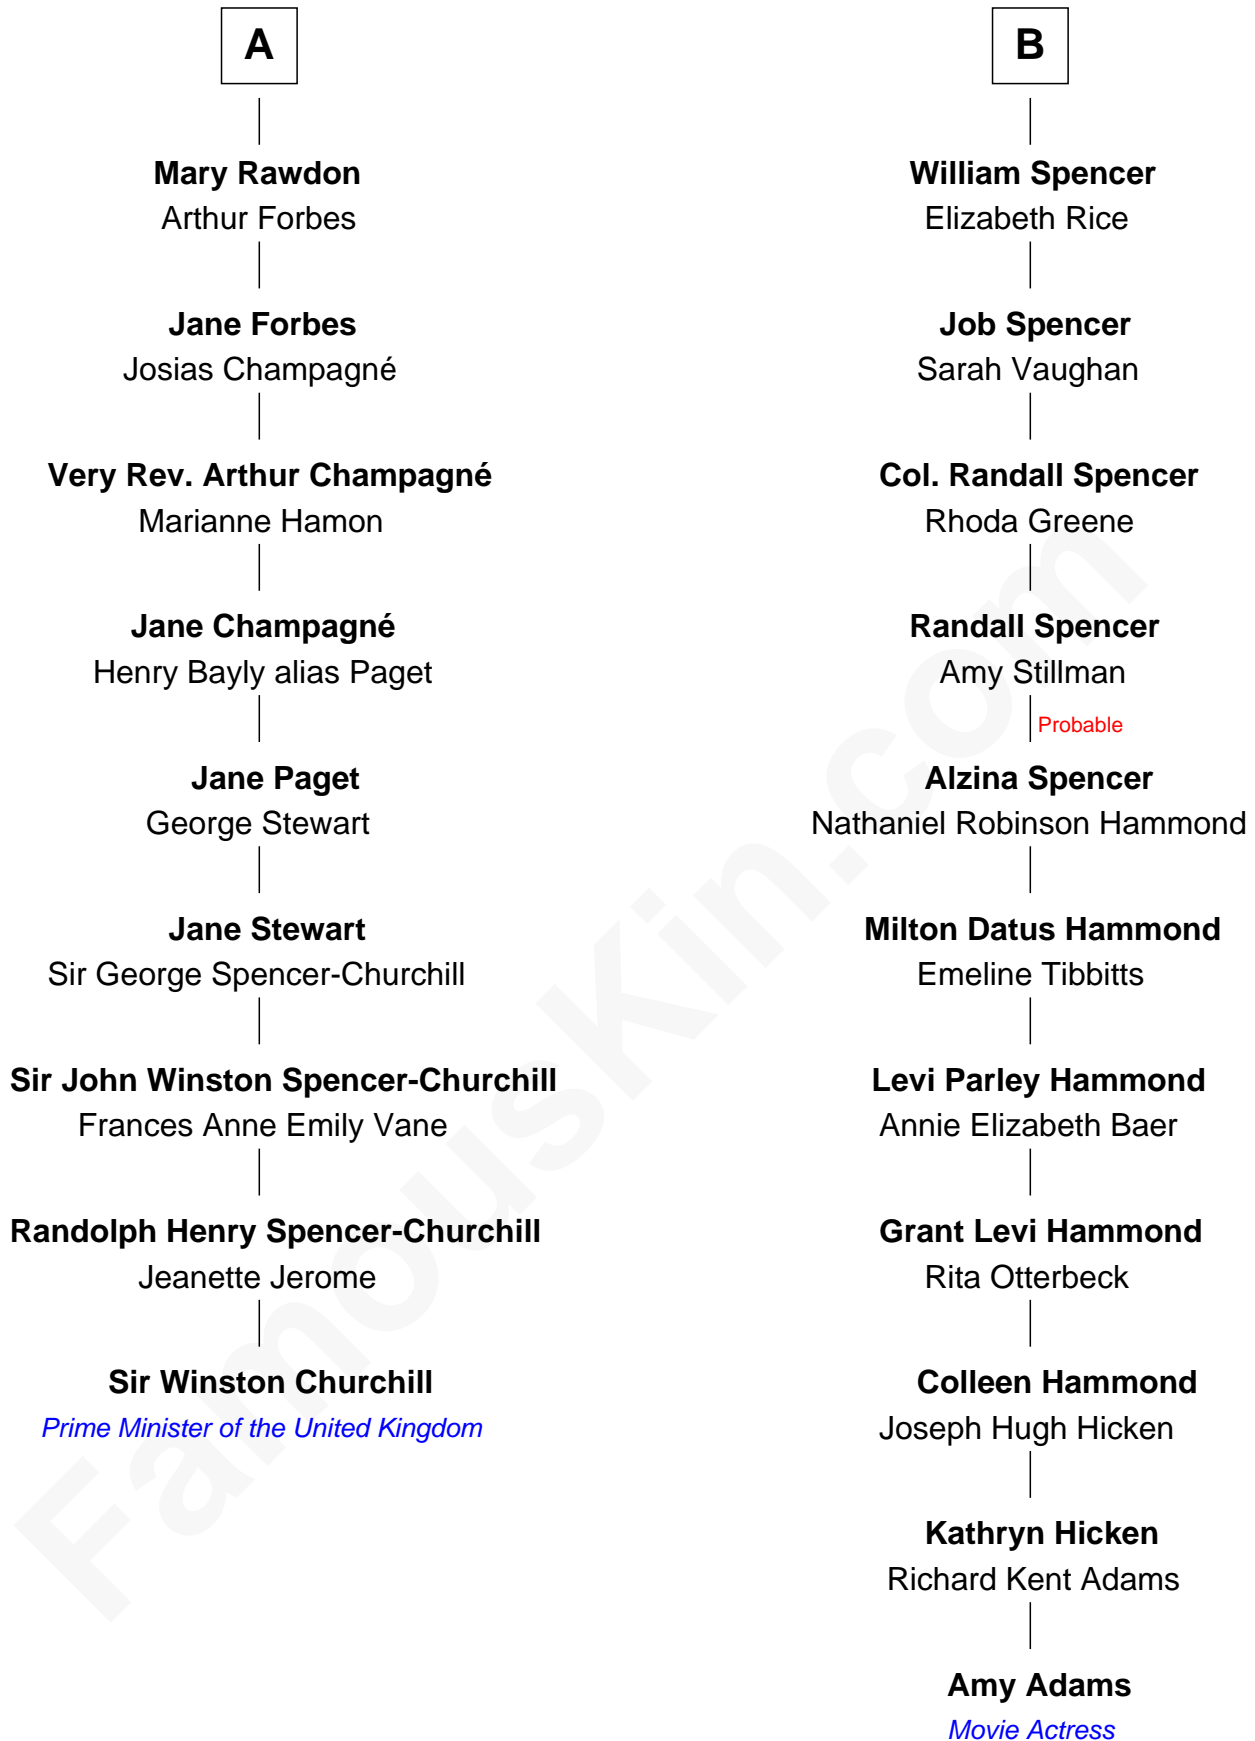 A
Mary Rawdon
Arthur Forbes
Jane Forbes
Josias Champagné
Very Rev. Arthur Champagné
Marianne Hamon
Jane Champagné
Henry Bayly alias Paget
Jane Paget
George Stewart
Jane Stewart
Sir George Spencer-Churchill
Sir John Winston Spencer-Churchill
Frances Anne Emily Vane
Randolph Henry Spencer-Churchill
Jeanette Jerome
Sir Winston Churchill
Prime Minister of the United Kingdom
B
William Spencer
Elizabeth Rice
Job Spencer
Sarah Vaughan
Col. Randall Spencer
Rhoda Greene
Randall Spencer
Amy Stillman
Probable
Alzina Spencer
Nathaniel Robinson Hammond
Milton Datus Hammond
Emeline Tibbitts
Levi Parley Hammond
Annie Elizabeth Baer
Grant Levi Hammond
Rita Otterbeck
Colleen Hammond
Joseph Hugh Hicken
Kathryn Hicken
Richard Kent Adams
Amy Adams
Movie Actress
FamousKin.com